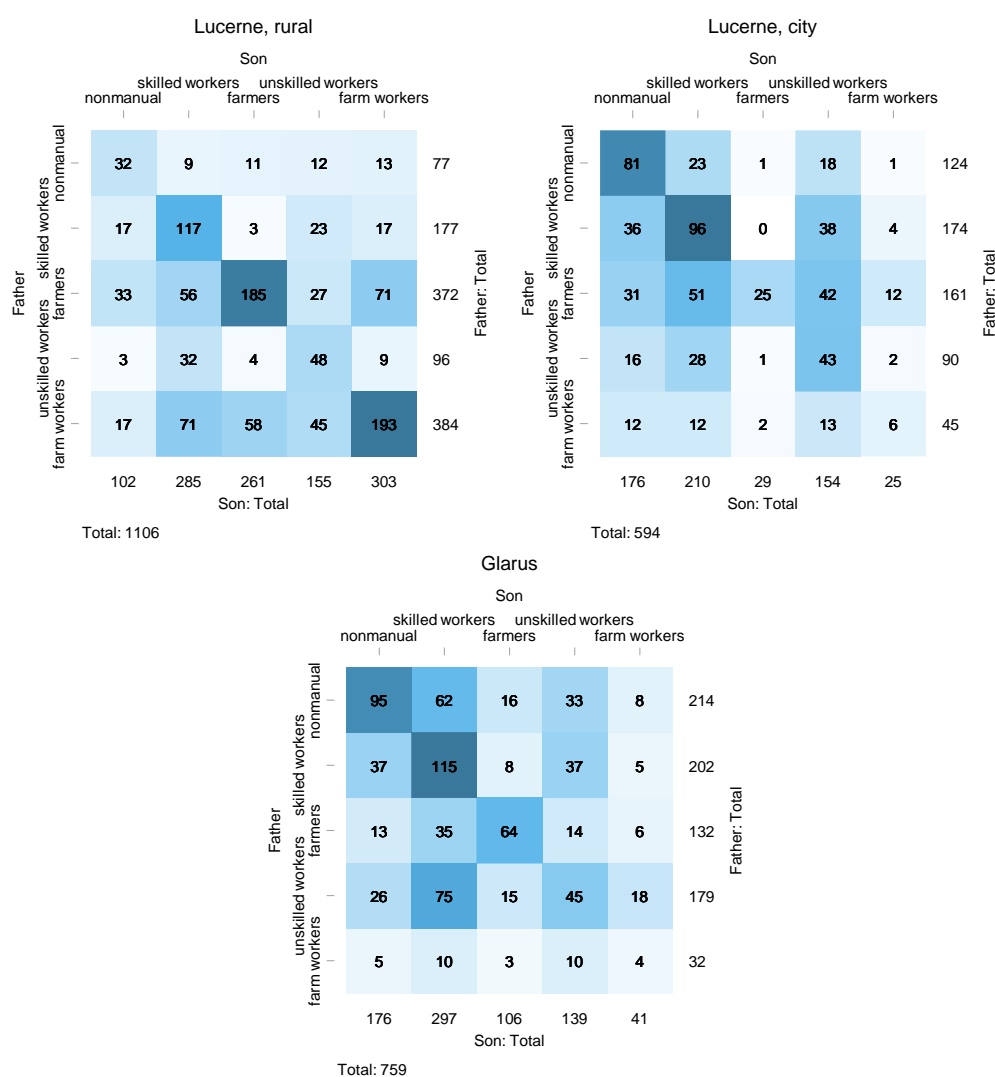 Lucerne, rural
Son
skilled workers unskilled workers
nonmanual farmers farm workers
Father
nonmanual 32 9 11 12 13 77
skilled workers 17 117 3 23 17 177
farmers 33 56 185 27 71 372
unskilled workers 3 32 4 48 9 96
farm workers 17 71 58 45 193 384
Father: Total
102 285 261 155 303
Son: Total
Total: 1106
Lucerne, city
Son
skilled workers unskilled workers
nonmanual farmers farm workers
Father
nonmanual 81 23 1 18 1 124
skilled workers 36 96 0 38 4 174
farmers 31 51 25 42 12 161
unskilled workers 16 28 1 43 2 90
farm workers 12 12 2 13 6 45
Father: Total
176 210 29 154 25
Son: Total
Total: 594
Glarus
Son
skilled workers unskilled workers
nonmanual farmers farm workers
Father
nonmanual 95 62 16 33 8 214
skilled workers 37 115 8 37 5 202
farmers 13 35 64 14 6 132
unskilled workers 26 75 15 45 18 179
farm workers 5 10 3 10 4 32
Father: Total
176 297 106 139 41
Son: Total
Total: 759